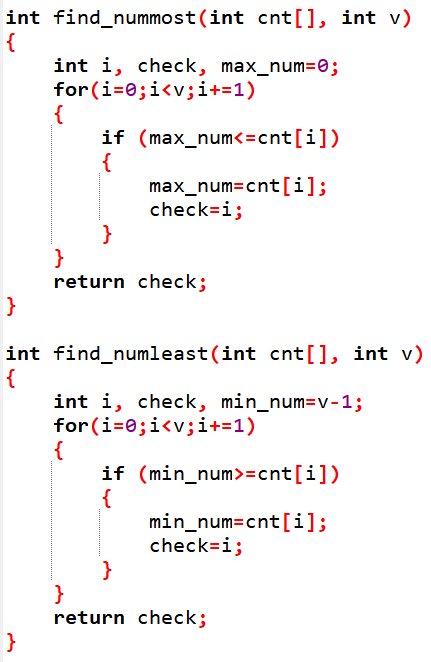 int find_nummost(int cnt[], int v)
{
    int i, check, max_num=0;
    for(i=0;i<v;i+=1)
    {
        if (max_num<=cnt[i])
        {
            max_num=cnt[i];
            check=i;
        }
    }
    return check;
}

int find_numleast(int cnt[], int v)
{
    int i, check, min_num=v-1;
    for(i=0;i<v;i+=1)
    {
        if (min_num>=cnt[i])
        {
            min_num=cnt[i];
            check=i;
        }
    }
    return check;
}